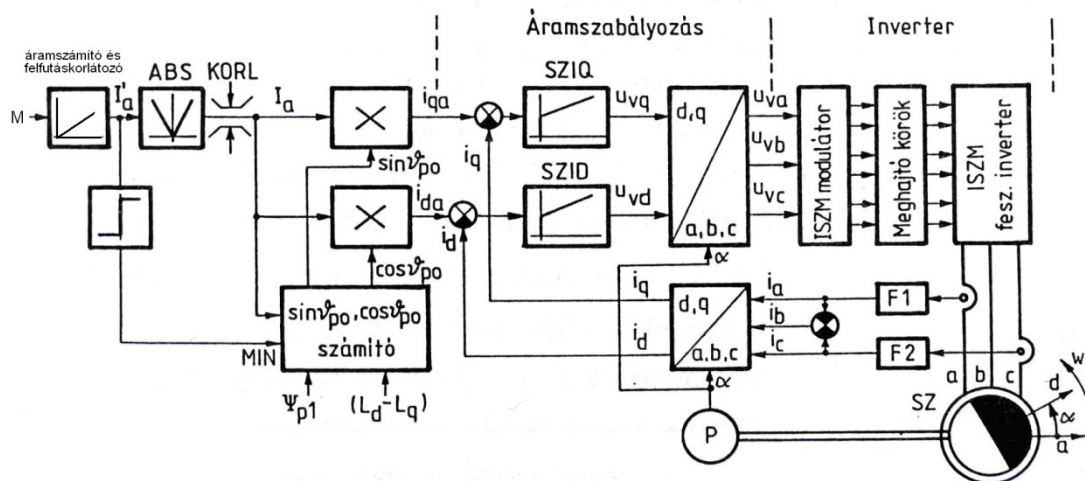 Áramszabályozás
Inverter
áramszámító és
felfutáskorlátozó
ABS
KORL
M
I'a
Ia
iqa
SZIQ
uvq
d,q
a,b,c
uva
uvb
uvc
ISZM modulátor
Meghajtó körök
ISZM
fesz. inverter
sinϑpo
iq
ida
id
SZID
uvd
α
cosϑpo
sinϑpo, cosϑpo
számító
MIN
Ψp1
(Ld-Lq)
iq
id
d,q
a,b,c
α
ia
ib
ic
F1
F2
a
b
c
SZ
P
w
d
α
a